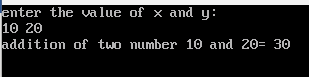 enter the value of x and y:
10 20
addition of two number 10 and 20= 30